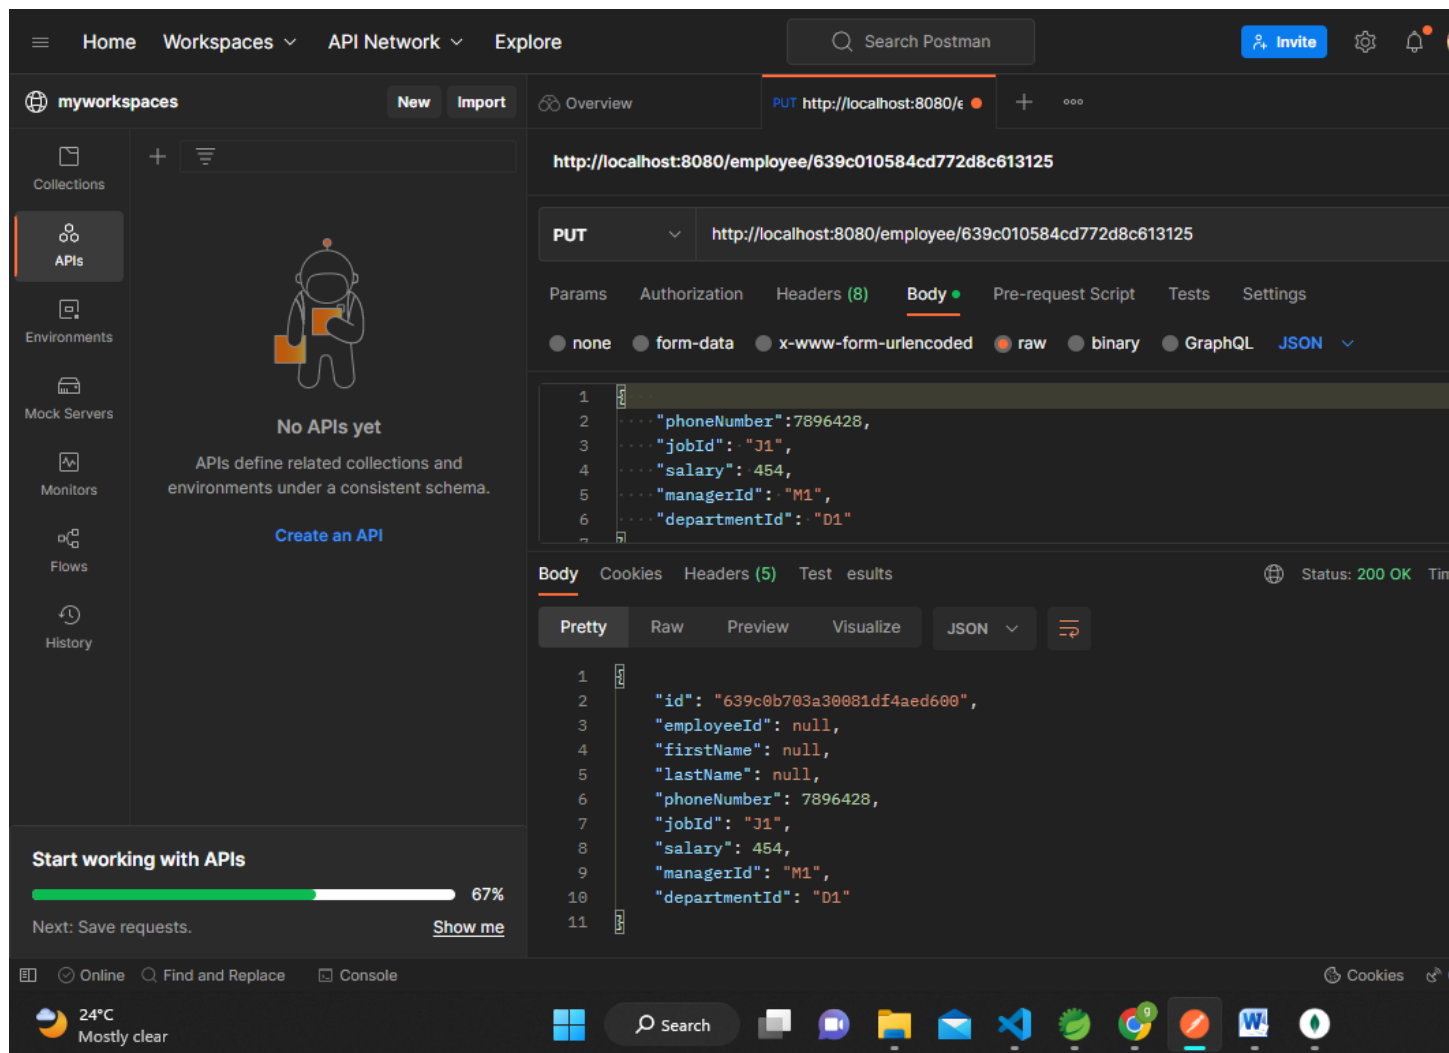 Home Workspaces API Network Explore Search Postman Invite
myworkspaces New Import Overview PUT http://localhost:8080/e
Collections
APIs
Environments
Mock Servers
Monitors
Flows
History
No APIs yet
APIs define related collections and
environments under a consistent schema.
Create an API
Start working with APIs
67%
Next: Save requests. Show me
http://localhost:8080/employee/639c010584cd772d8c613125
PUT http://localhost:8080/employee/639c010584cd772d8c613125
Params Authorization Headers (8) Body Pre-request Script Tests Settings
none form-data x-www-form-urlencoded raw binary GraphQL JSON
1 {
2 "phoneNumber":7896428,
3 "jobId": "J1",
4 "salary": 454,
5 "managerId": "M1",
6 "departmentId": "D1"
7 }
Body Cookies Headers (5) Test esults Status: 200 OK Tim
Pretty Raw Preview Visualize JSON
1 {
2 "id": "639c0b703a30081df4aed600",
3 "employeeId": null,
4 "firstName": null,
5 "lastName": null,
6 "phoneNumber": 7896428,
7 "jobId": "J1",
8 "salary": 454,
9 "managerId": "M1",
10 "departmentId": "D1"
11 }
Online Find and Replace Console Cookies
24°C
Mostly clear
Search
9
W